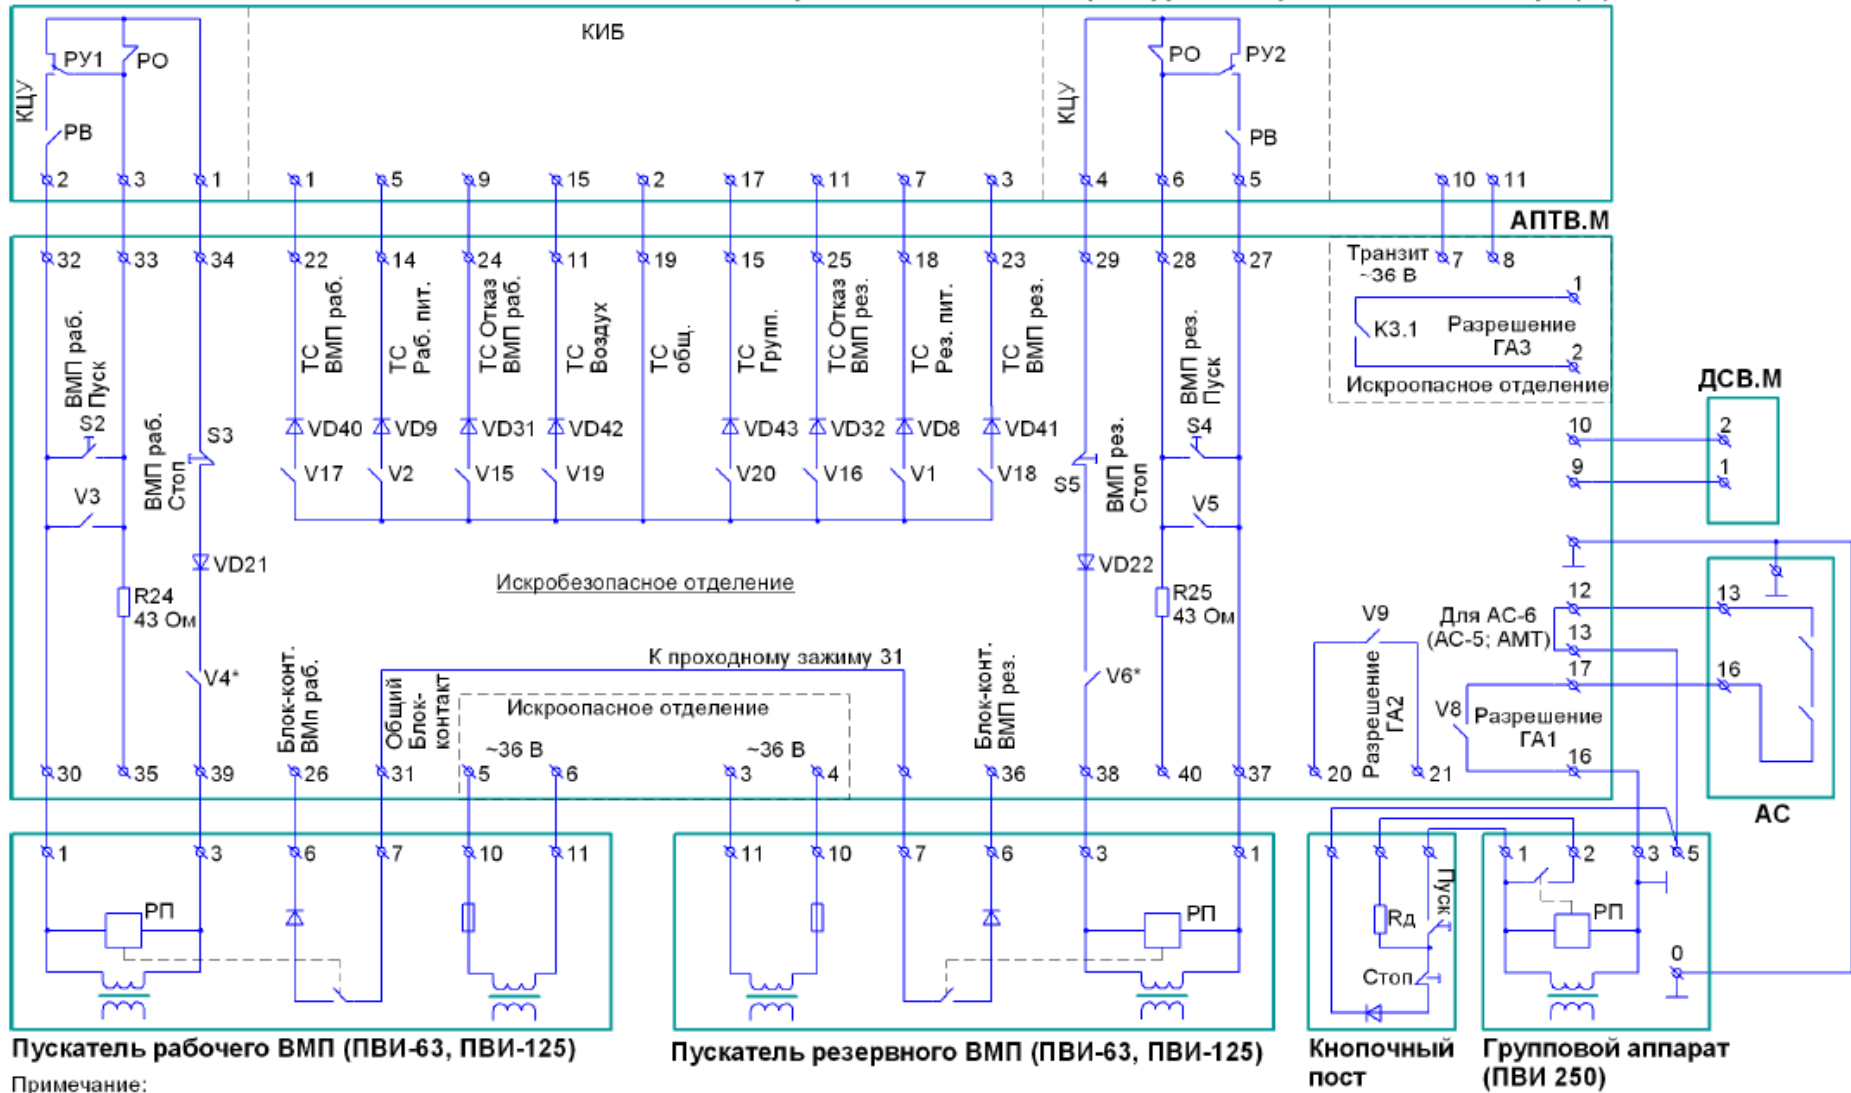 КИБ
КЦУ
РУ1
РО
РВ
КЦУ
РО
РУ2
РВ
2
3
1
1
5
9
15
2
17
11
7
3
4
6
5
10
11
АПТВ.М
32
33
34
22
14
24
11
19
15
25
18
23
29
28
27
Транзит
~36 В
7
8
1
К3.1
Разрешение
ГА3
2
Искроопасное отделение
ВМП раб.
Пуск
S2
V3
ВМП раб.
Стоп
S3
ТС
ВМП раб.
ТС
Раб. пит.
ТС Отказ
ВМП раб.
ТС
Воздух
ТС
общ.
ТС
Групп.
ТС Отказ
ВМП рез.
ТС
Рез. пит.
ТС
ВМП рез.
VD40
VD9
VD31
VD42
VD43
VD32
VD8
VD41
V17
V2
V15
V19
V20
V16
V1
V18
S5
ВМП рез.
Стоп
ВМП рез.
Пуск
S4
V5
ДСВ.М
10
2
9
1
VD21
R24
43 Ом
V4*
Искробезопасное отделение
VD22
R25
43 Ом
V6*
V9
Разрешение
ГА2
Для АС-6
(АС-5; АМТ)
12
13
17
V8
Разрешение
ГА1
16
13
16
АС
К проходному зажиму 31
Блок-конт.
ВМп раб.
Общий
Блок-
контакт
Искроопасное отделение
~36 В
~36 В
Блок-конт.
ВМП рез.
30
35
39
26
31
5
6
3
4
36
38
40
37
20
21
1
3
6
7
10
11
11
10
7
6
3
1
1
2
3
5
РП
РП
Rд
Пуск
Стоп
РП
0
Пускатель рабочего ВМП (ПВИ-63, ПВИ-125)
Пускатель резервного ВМП (ПВИ-63, ПВИ-125)
Кнопочный
пост
Групповой аппарат
(ПВИ 250)
Примечание: